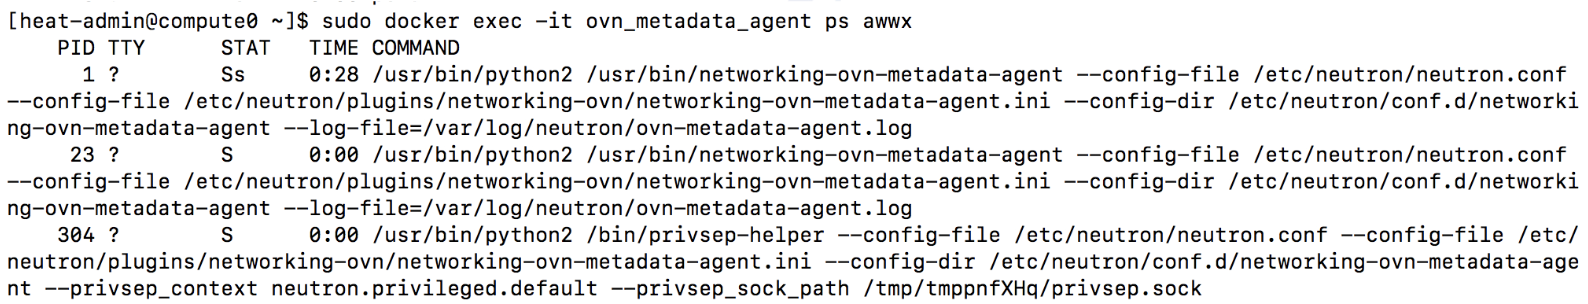 [heat-admin@compute0 ~]$ sudo docker exec -it ovn_metadata_agent ps awwx
    PID TTY      STAT   TIME COMMAND
      1 ?        Ss     0:28 /usr/bin/python2 /usr/bin/networking-ovn-metadata-agent --config-file /etc/neutron/neutron.conf
--config-file /etc/neutron/plugins/networking-ovn/networking-ovn-metadata-agent.ini --config-dir /etc/neutron/conf.d/networki
ng-ovn-metadata-agent --log-file=/var/log/neutron/ovn-metadata-agent.log
     23 ?        S      0:00 /usr/bin/python2 /usr/bin/networking-ovn-metadata-agent --config-file /etc/neutron/neutron.conf
--config-file /etc/neutron/plugins/networking-ovn/networking-ovn-metadata-agent.ini --config-dir /etc/neutron/conf.d/networki
ng-ovn-metadata-agent --log-file=/var/log/neutron/ovn-metadata-agent.log
    304 ?        S      0:00 /usr/bin/python2 /bin/privsep-helper --config-file /etc/neutron/neutron.conf --config-file /etc/
neutron/plugins/networking-ovn/networking-ovn-metadata-agent.ini --config-dir /etc/neutron/conf.d/networking-ovn-metadata-age
nt --privsep_context neutron.privileged.default --privsep_sock_path /tmp/tmppnfXHq/privsep.sock